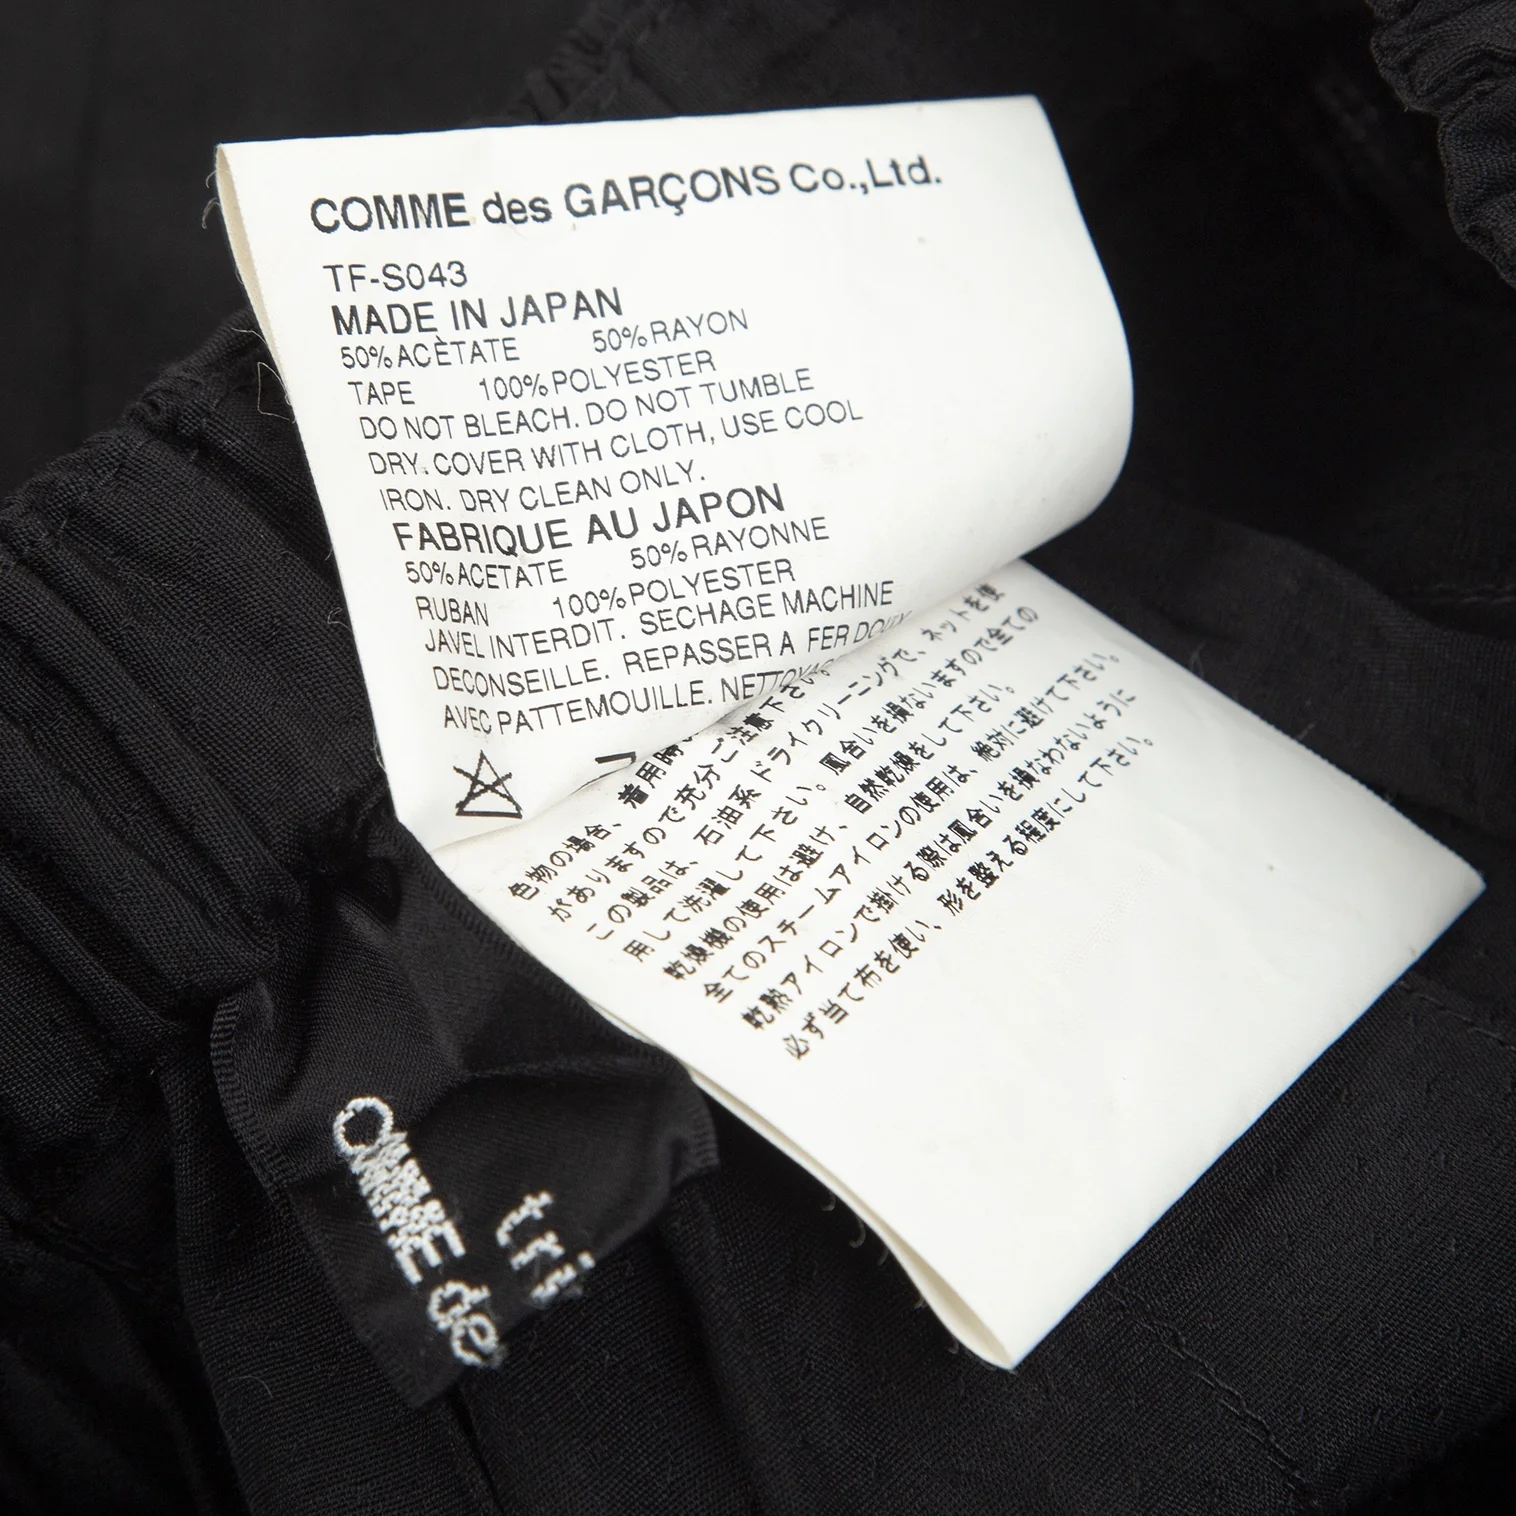 COMME des GARÇONS Co.,Ltd.
TF-S043
MADE IN JAPAN
50%ACÈTATE 50%RAYON
TAPE 100%POLYESTER
DO NOT BLEACH. DO NOT TUMBLE
DRY. COVER WITH CLOTH, USE COOL
IRON. DRY CLEAN ONLY.
FABRIQUE AU JAPON
50%ACETATE 50%RAYONNE
RUBAN 100%POLYESTER
JAVEL INTERDIT. SECHAGE MACHINE
DECONSEILLE. REPASSER A FER DOUX
AVEC PATTEMOUILLE.
色物の場合、着用時
がありますので充分ご注意下さい。
この製品は、石油系ドライクリーニングで、ネットを使
用して洗濯して下さい。風合いを損ないますので全ての
乾燥機の使用は避け、自然乾燥をして下さい。
全てのスチームアイロンの使用は、絶対に避けて下さい。
乾熱アイロンで掛ける際は風合いを損なわないように
必ず当て布を使い、形を整える程度にして下さい。
tri
COMME de